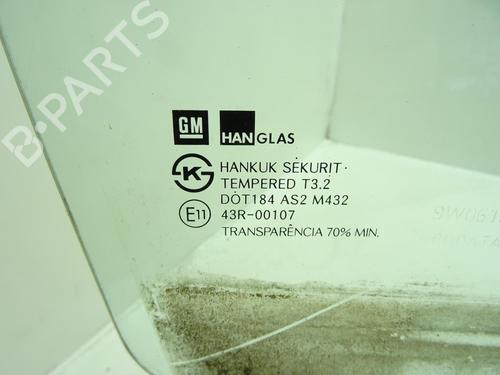 B-PARTS
GM HANGLAS
HANKUK SEKURIT
TEMPERED T3.2
DOT184 AS2 M432
E11 43R-00107
TRANSPARÊNCIA 70% MIN.